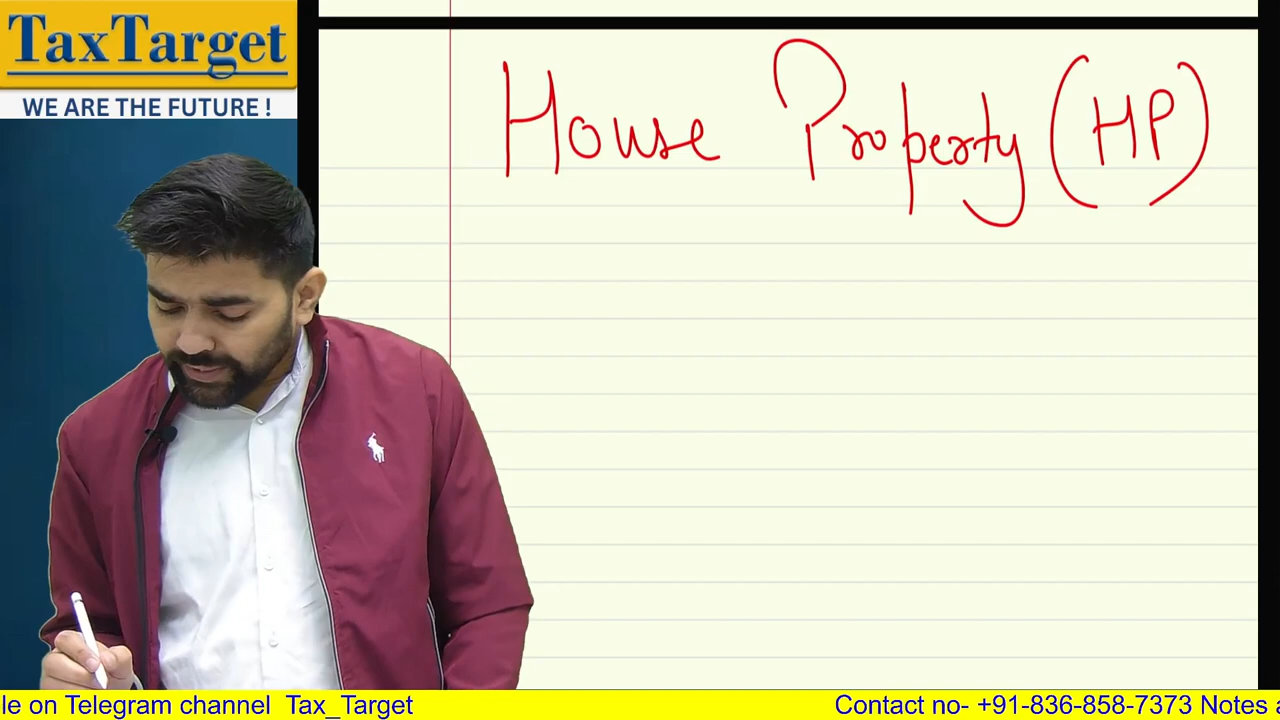 TaxTarget
WE ARE THE FUTURE !
House Property (HP)
le on Telegram channel Tax_Target
Contact no- +91-836-858-7373 Notes a